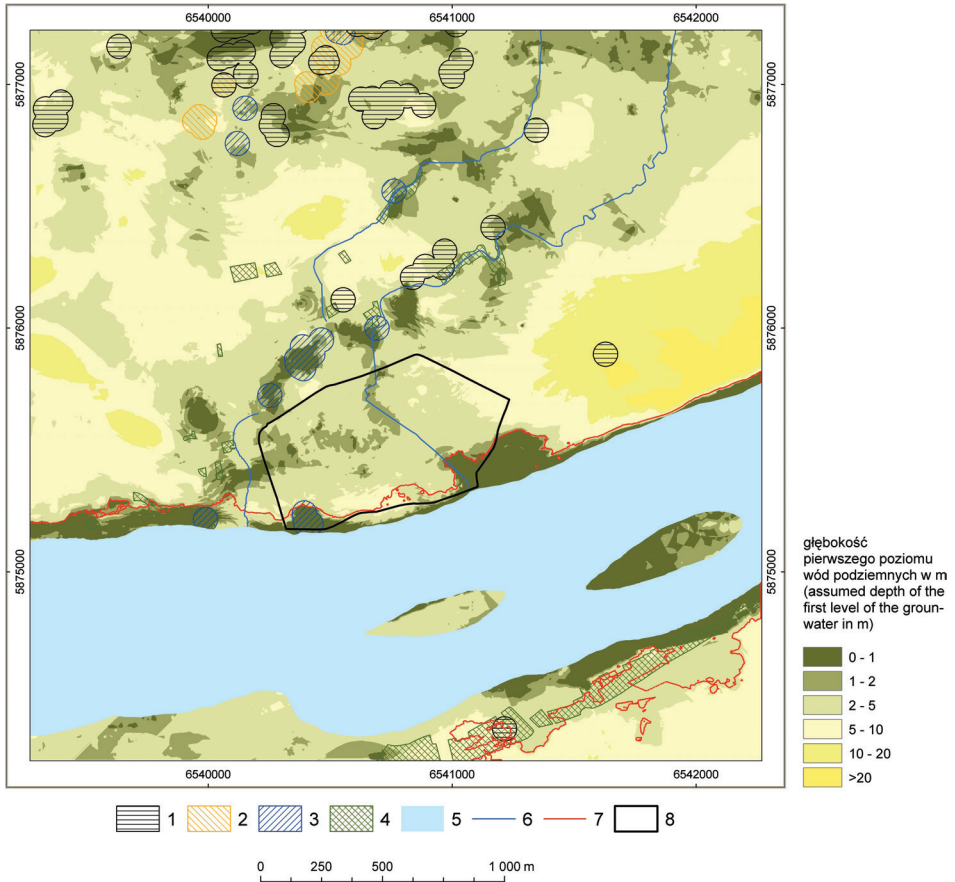 6540000 6541000 6542000
5877000 5877000
5876000 5876000
5875000 5875000
6540000 6541000 6542000
głębokość
pierwszego poziomu
wód podziemnych w m
(assumed depth of the
first level of the groun-
water in m)
0 - 1
1 - 2
2 - 5
5 - 10
10 - 20
>20
1 2 3 4 5 6 7 8
0 250 500 1 000 m